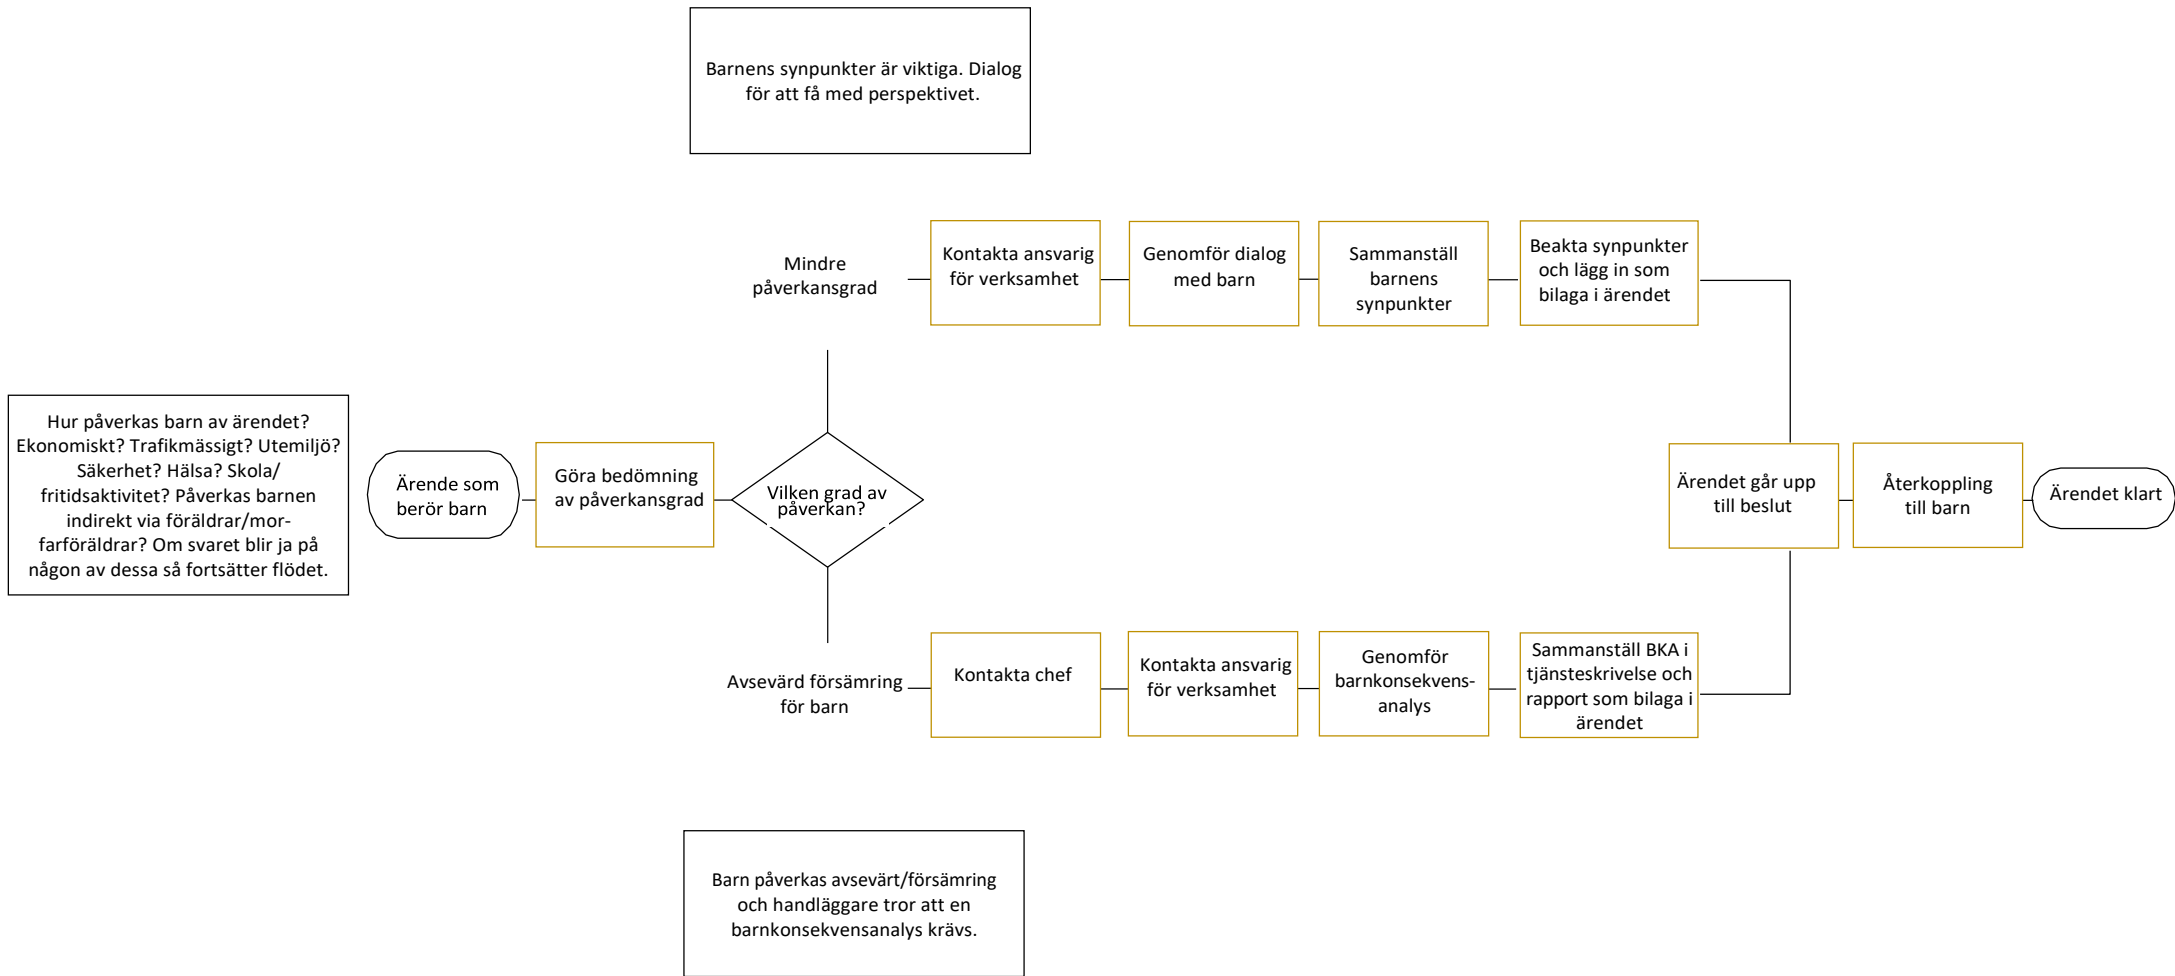 Barnens synpunkter är viktiga. Dialog
för att få med perspektivet.
Mindre
påverkansgrad
Kontakta ansvarig
för verksamhet
Genomför dialog
med barn
Sammanställ
barnens
synpunkter
Beakta synpunkter
och lägg in som
bilaga i ärendet
Hur påverkas barn av ärendet?
Ekonomiskt? Trafikmässigt? Utemiljö?
Säkerhet? Hälsa? Skola/
fritidsaktivitet? Påverkas barnen
indirekt via föräldrar/mor-
farföräldrar? Om svaret blir ja på
någon av dessa så fortsätter flödet.
Ärende som
berör barn
Göra bedömning
av påverkansgrad
Vilken grad av
påverkan?
Ärendet går upp
till beslut
Återkoppling
till barn
Ärendet klart
Avsevärd försämring
för barn
Kontakta chef
Kontakta ansvarig
för verksamhet
Genomför
barnkonsekvens-
analys
Sammanställ BKA i
tjänsteskrivelse och
rapport som bilaga i
ärendet
Barn påverkas avsevärt/försämring
och handläggare tror att en
barnkonsekvensanalys krävs.